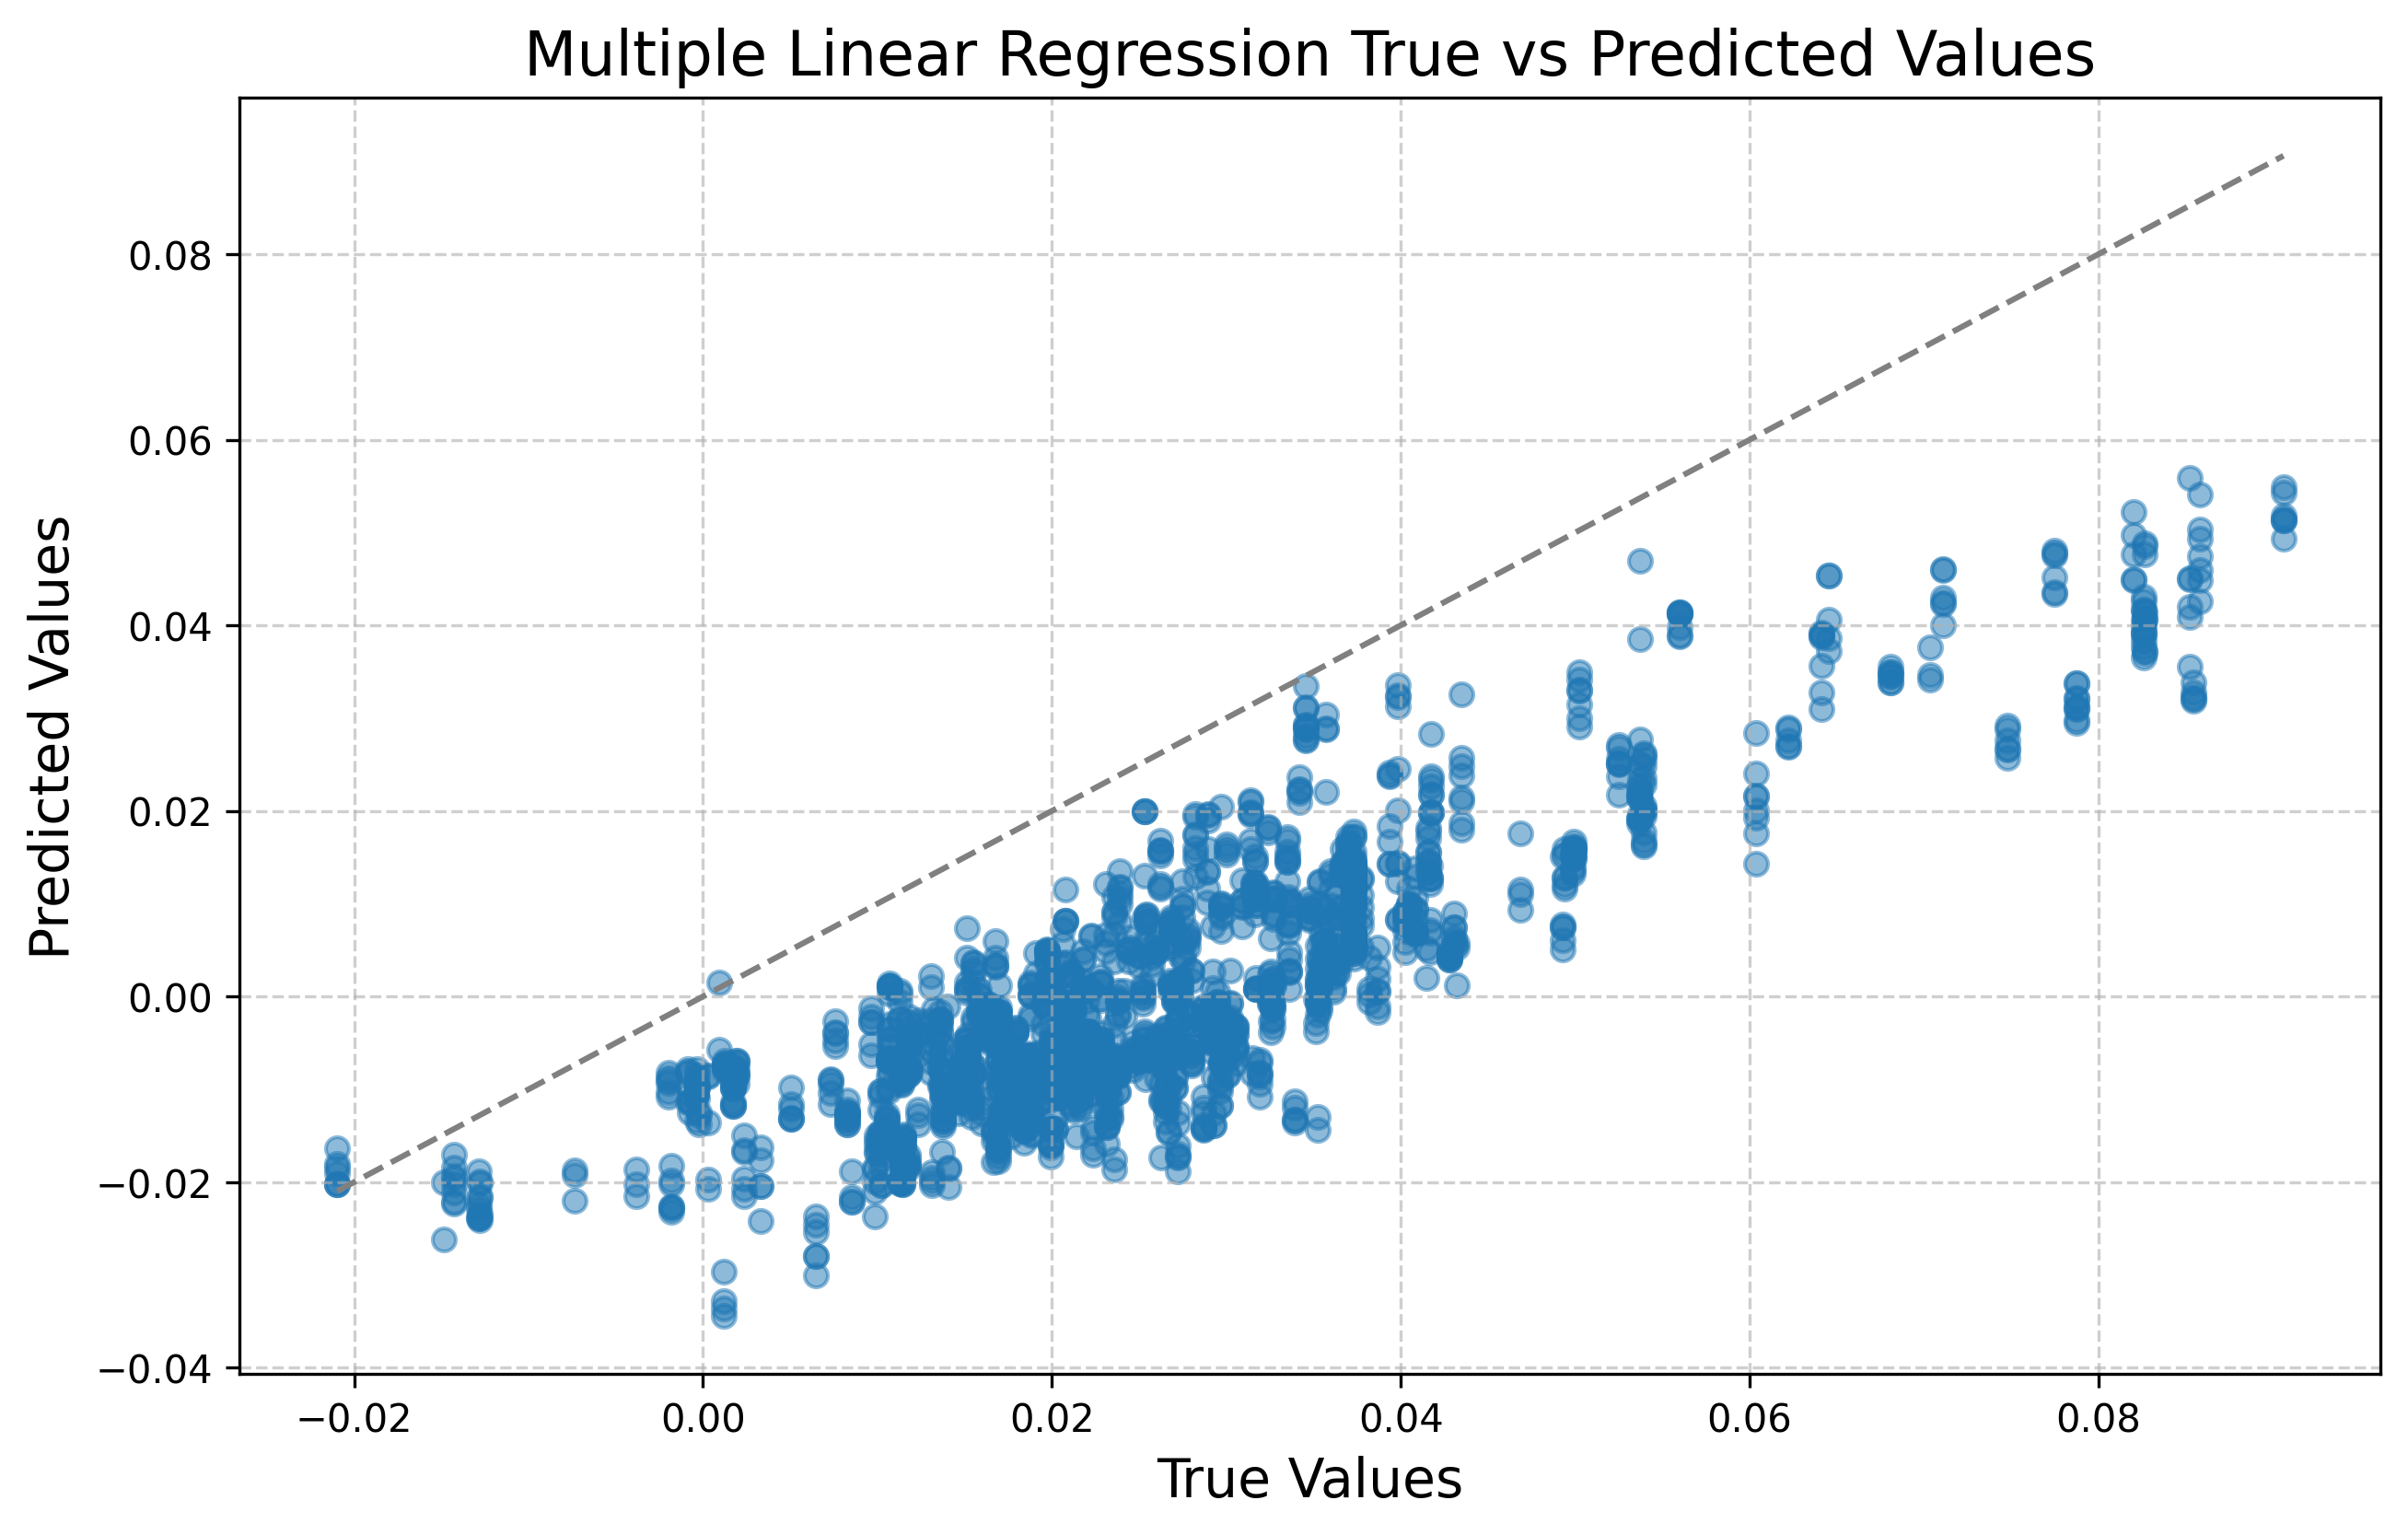 Multiple Linear Regression True vs Predicted Values
Predicted Values
0.08
0.06
0.04
0.02
0.00
−0.02
−0.04
−0.02 0.00 0.02 0.04 0.06 0.08
True Values